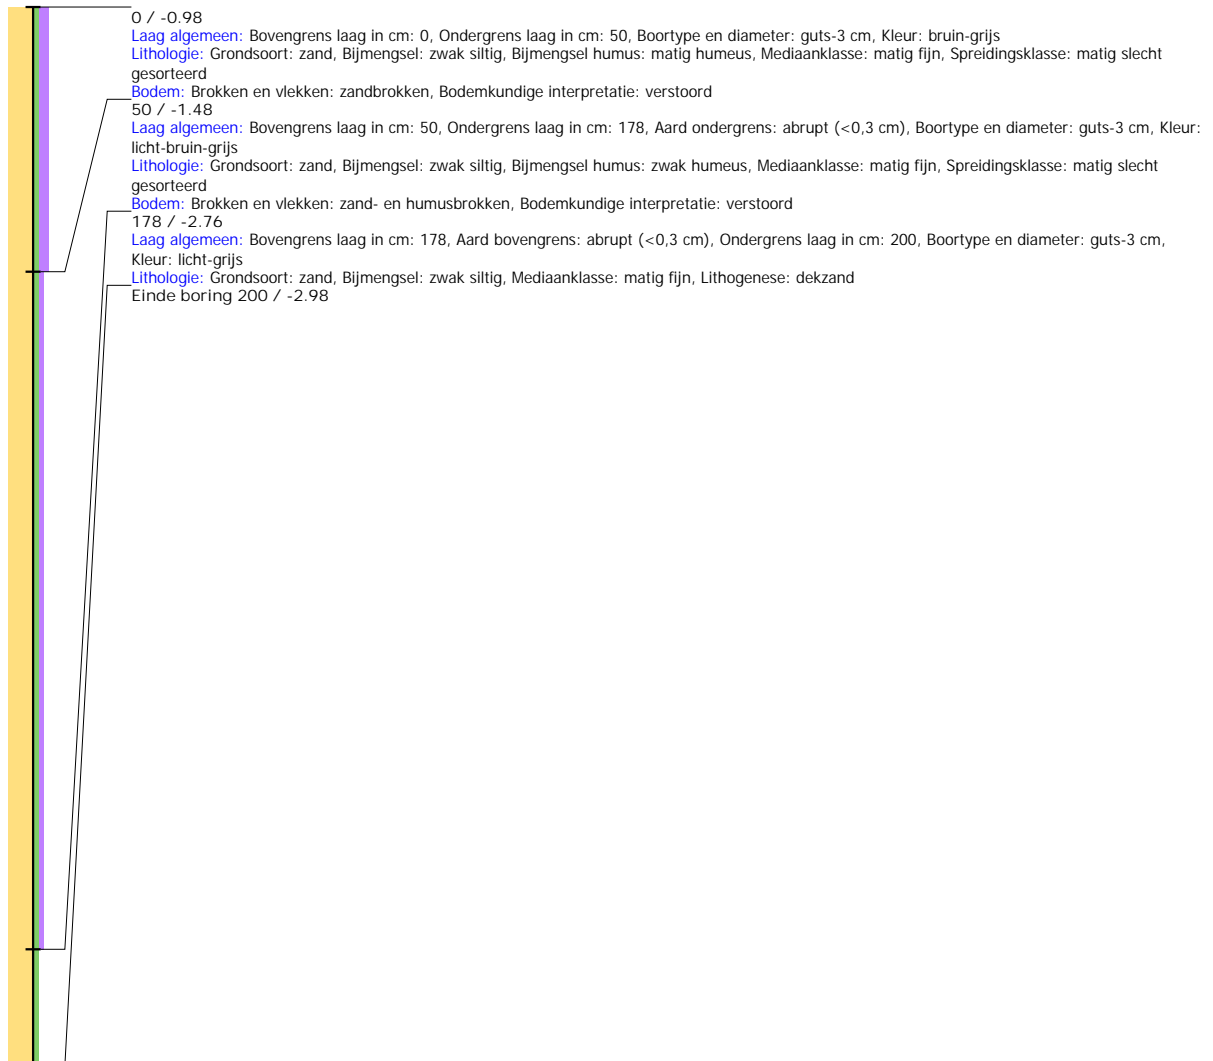 0 / -0.98
Laag algemeen: Bovengrens laag in cm: 0, Ondergrens laag in cm: 50, Boortype en diameter: guts-3 cm, Kleur: bruin-grijs
Lithologie: Grondsoort: zand, Bijmengsel: zwak siltig, Bijmengsel humus: matig humeus, Mediaanklasse: matig fijn, Spreidingsklasse: matig slecht
gesorteerd
Bodem: Brokken en vlekken: zandbrokken, Bodemkundige interpretatie: verstoord
50 / -1.48
Laag algemeen: Bovengrens laag in cm: 50, Ondergrens laag in cm: 178, Aard ondergrens: abrupt (<0,3 cm), Boortype en diameter: guts-3 cm, Kleur:
licht-bruin-grijs
Lithologie: Grondsoort: zand, Bijmengsel: zwak siltig, Bijmengsel humus: zwak humeus, Mediaanklasse: matig fijn, Spreidingsklasse: matig slecht
gesorteerd
Bodem: Brokken en vlekken: zand- en humusbrokken, Bodemkundige interpretatie: verstoord
178 / -2.76
Laag algemeen: Bovengrens laag in cm: 178, Aard bovengrens: abrupt (<0,3 cm), Ondergrens laag in cm: 200, Boortype en diameter: guts-3 cm,
Kleur: licht-grijs
Lithologie: Grondsoort: zand, Bijmengsel: zwak siltig, Mediaanklasse: matig fijn, Lithogenese: dekzand
Einde boring 200 / -2.98